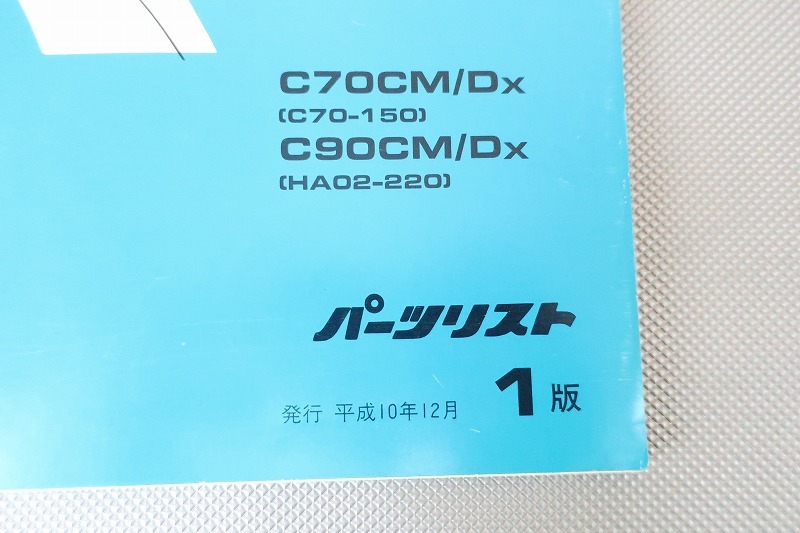 C70CM/Dx
(C70-150)
C90CM/Dx
(HA02-220)
パーツリスト
発行 平成10年12月 1版